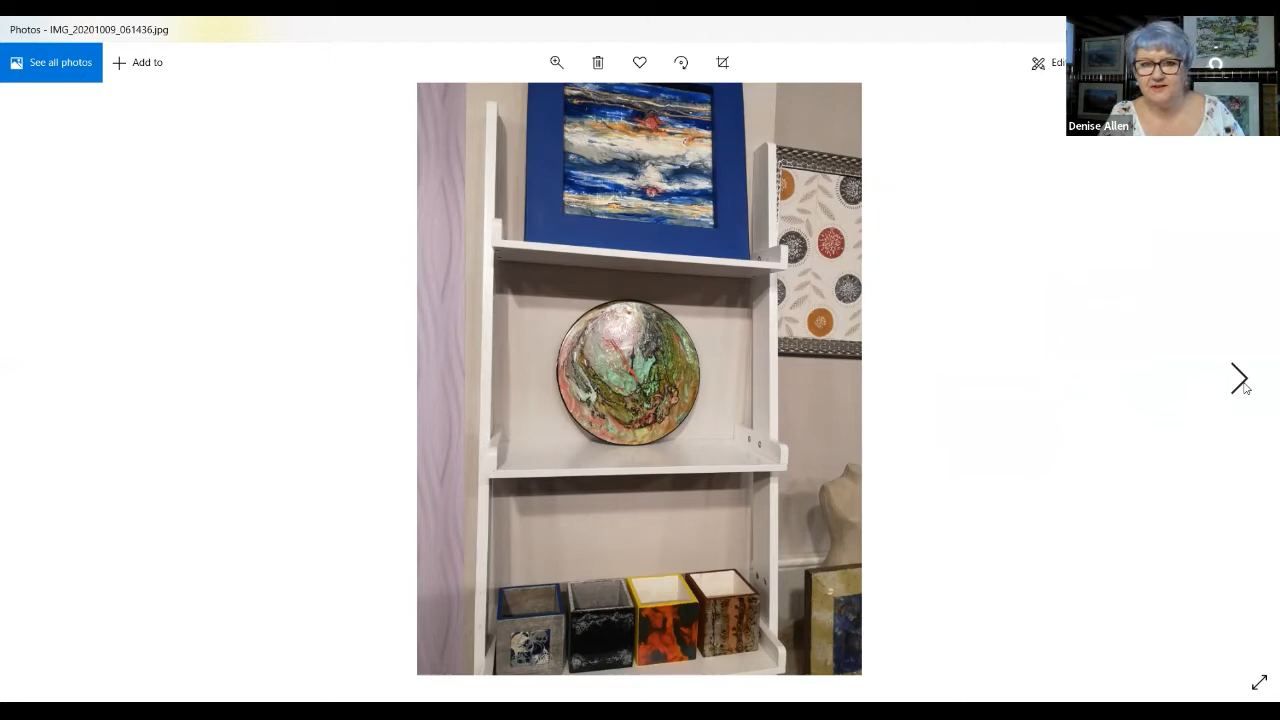 Photos - IMG_20201009_061436.jpg
See all photos
Add to
Denise Allen